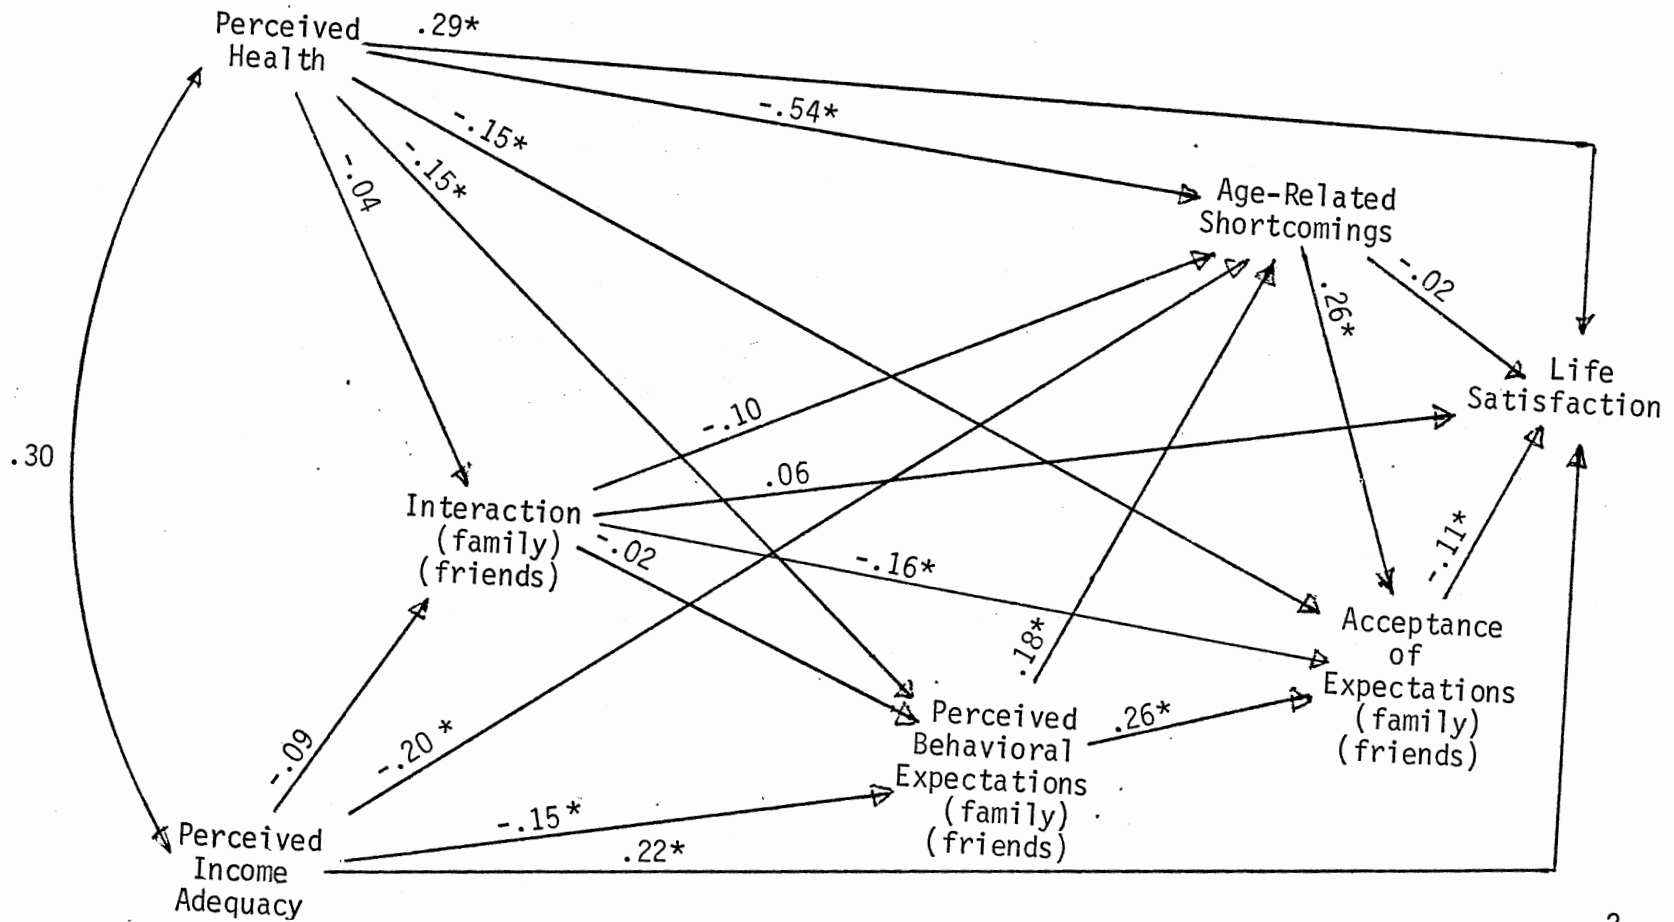 Perceived
Health
.29*
-.54*
-.15*
-.15*
-.04
Age-Related
Shortcomings
-.02
.26*
Life
Satisfaction
.30
-.10
.06
Interaction
(family)
(friends)
-.02
-.16*
-.11*
Acceptance
of
Expectations
(family)
(friends)
.18*
.26*
Perceived
Behavioral
Expectations
(family)
(friends)
-.09
-.20 *
-.15 *
.22*
Perceived
Income
Adequacy